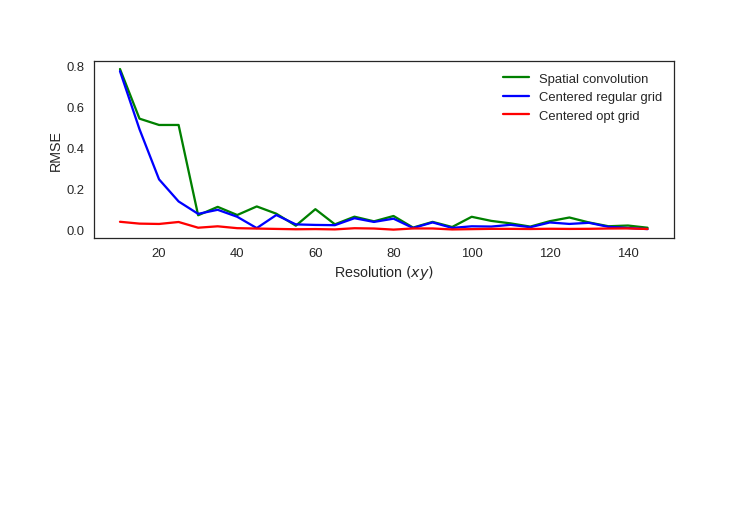 0.8
0.6
0.4
0.2
0.0
RMSE
Spatial convolution
Centered regular grid
Centered opt grid
20 40 60 80 100 120 140
Resolution (xy)